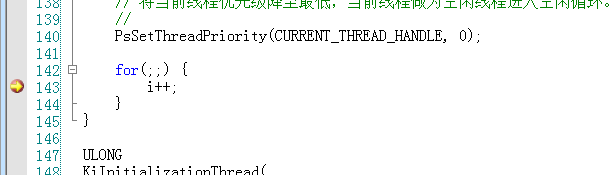 138 // 将当前线程优先级降至最低，当前线程做为空闲线程进入空闲循环。
139 //
140 PsSetThreadPriority(CURRENT_THREAD_HANDLE, 0);
141
142 for(;;) {
143 i++;
144 }
145 }
146
147 ULONG
148 KiInitializationThread(